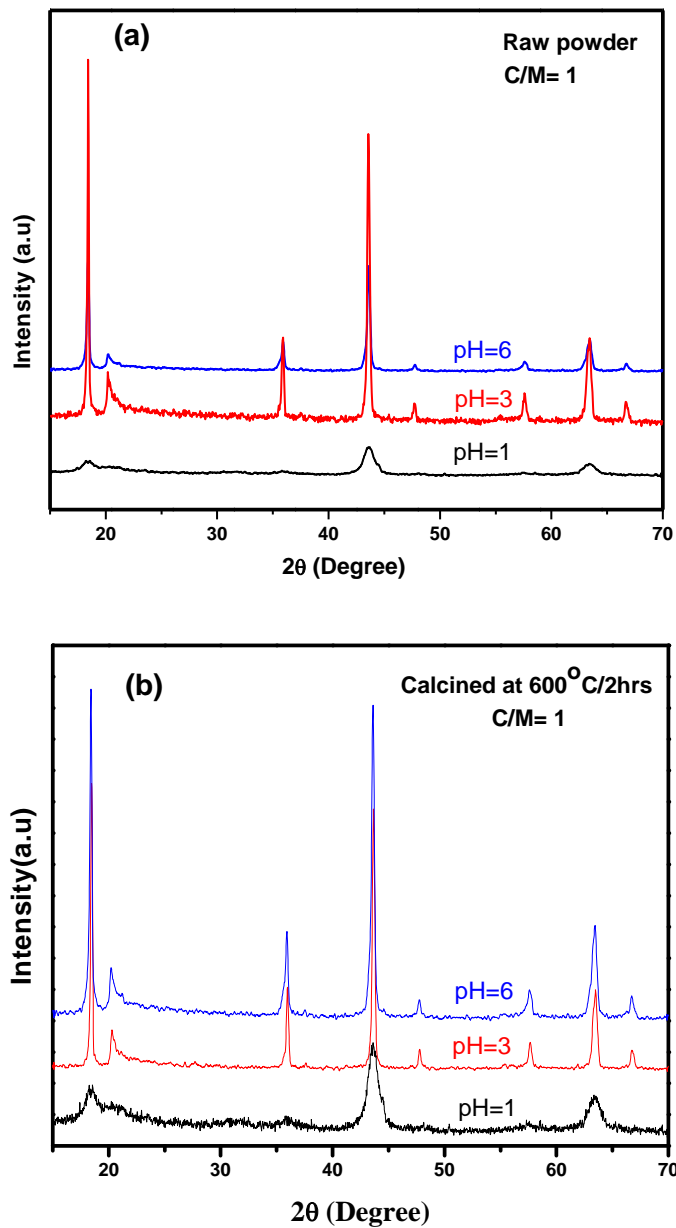 (a)
Raw powder
C/M= 1
Intensity (a.u)
pH=6
pH=3
pH=1
20 30 40 50 60 70
2θ (Degree)
(b)
Calcined at 600°C/2hrs
C/M= 1
Intensity(a.u)
pH=6
pH=3
pH=1
20 30 40 50 60 70
2θ (Degree)